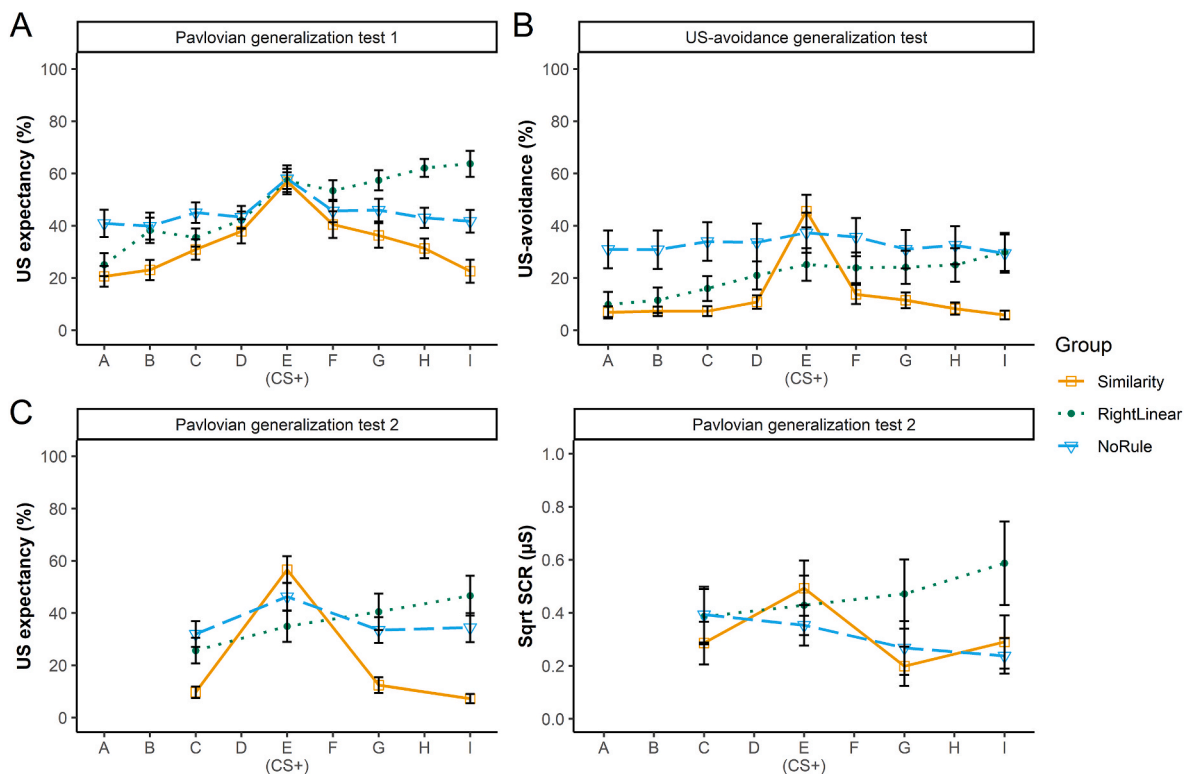 A
Pavlovian generalization test 1
US expectancy (%)
100
80
60
40
20
0
A B C D E F G H I
(CS+)
B
US-avoidance generalization test
US-avoidance (%)
100
80
60
40
20
0
A B C D E F G H I
(CS+)
Group
Similarity
RightLinear
NoRule
C
Pavlovian generalization test 2
US expectancy (%)
100
80
60
40
20
0
A B C D E F G H I
(CS+)
Pavlovian generalization test 2
Sqrt SCR (µS)
1.0
0.8
0.6
0.4
0.2
0.0
A B C D E F G H I
(CS+)